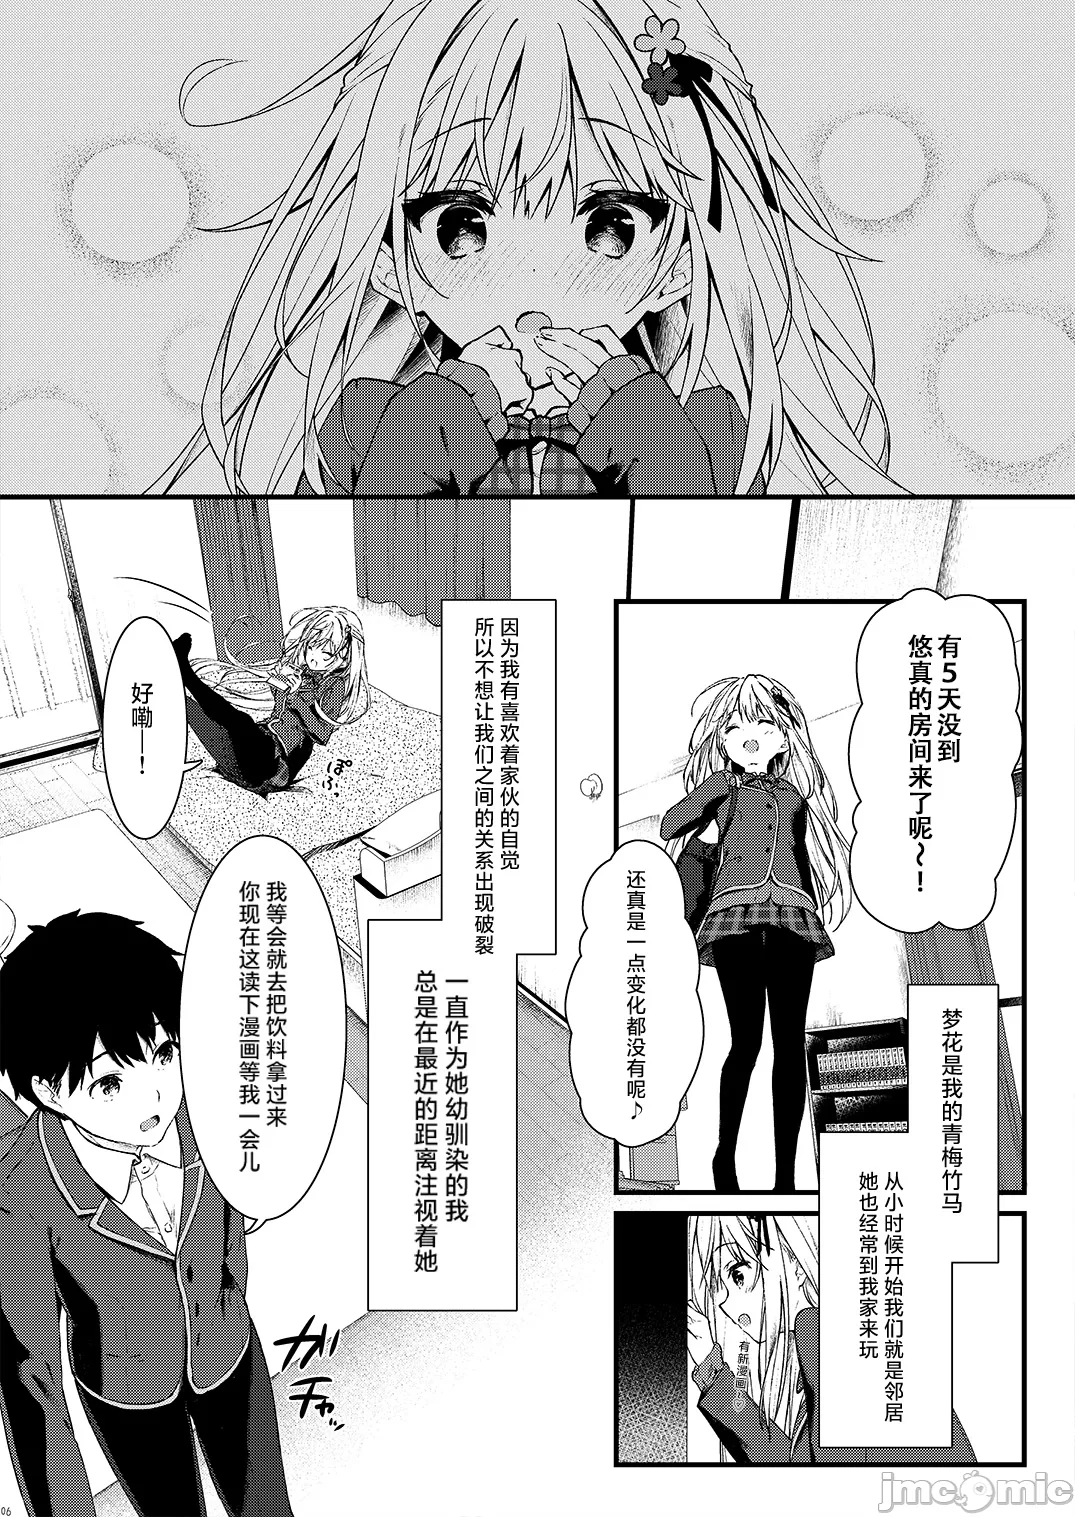 有5天没到
悠真的房间来了呢～！
还真是一点变化都没有呢♪
梦花是我的青梅竹马
从小时候开始我们就是邻居
她也经常到我家来玩
有新漫画♡
因为我有喜欢着家伙的自觉
所以不想让我们之间的关系出现破裂
一直作为她幼驯染的我
总是在最近的距离注视着她
好嘞——！
ぽふっ
我等会就去把饮料拿过来
你现在这读下漫画等我一会儿
ガチャッ
06
jmcomic